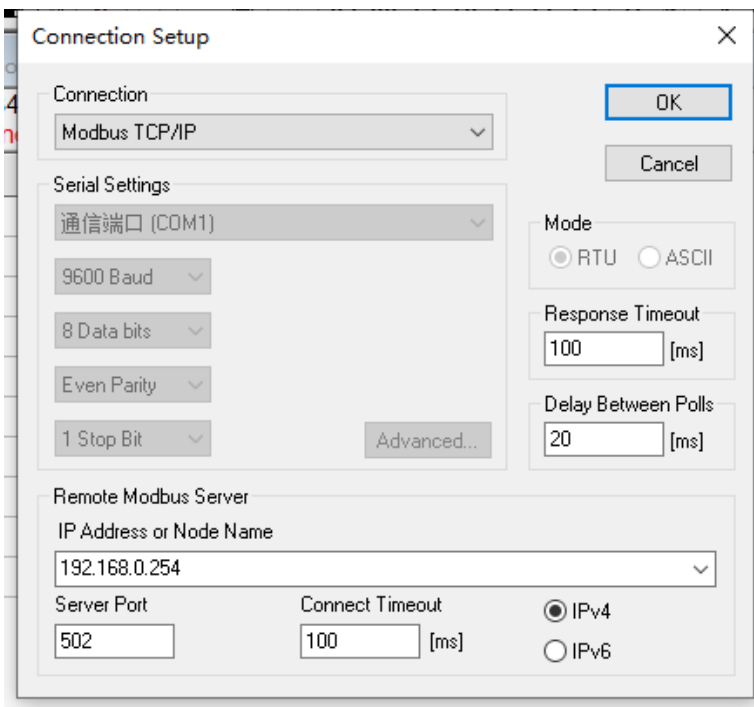 Connection Setup
Connection
OK
Modbus TCP/IP
Cancel
Serial Settings
通信端口 (COM1)
Mode
RTU
ASCII
9600 Baud
Response Timeout
8 Data bits
100
[ms]
Even Parity
Delay Between Polls
1 Stop Bit
Advanced...
20
[ms]
Remote Modbus Server
IP Address or Node Name
192.168.0.254
Server Port
Connect Timeout
IPv4
502
100
[ms]
IPv6